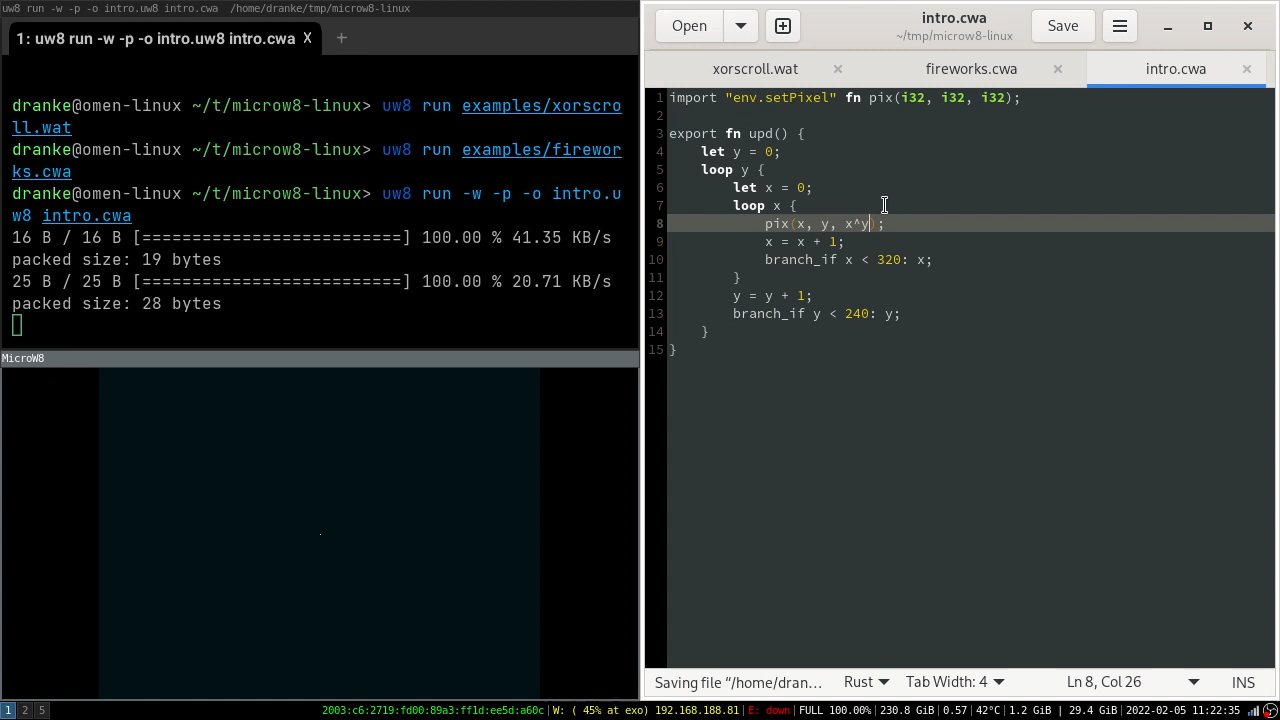 uw8 run -w -p -o intro.uw8 intro.cwa  /home/dranke/tmp/microw8-linux
1: uw8 run -w -p -o intro.uw8 intro.cwa X +
dranke@omen-linux ~/t/microw8-linux> uw8 run examples/xorscro
ll.wat
dranke@omen-linux ~/t/microw8-linux> uw8 run examples/firewor
ks.cwa
dranke@omen-linux ~/t/microw8-linux> uw8 run -w -p -o intro.u
w8 intro.cwa
16 B / 16 B [==========================] 100.00 % 41.35 KB/s
packed size: 19 bytes
25 B / 25 B [==========================] 100.00 % 20.71 KB/s
packed size: 28 bytes
MicroW8
Open
intro.cwa
~/tmp/microw8-linux
Save
xorscroll.wat × fireworks.cwa × intro.cwa ×
1 import "env.setPixel" fn pix(i32, i32, i32);
2
3 export fn upd() {
4     let y = 0;
5     loop y {
6         let x = 0;
7         loop x {
8             pix(x, y, x^y);
9             x = x + 1;
10             branch_if x < 320: x;
11         }
12         y = y + 1;
13         branch_if y < 240: y;
14     }
15 }
Saving file “/home/dran… Rust Tab Width: 4 Ln 8, Col 26 INS
1 2 5 2003:c6:2719:fd00:89a3:ff1d:ee5d:a60c|W: ( 45% at exo) 192.168.188.81|E: down|FULL 100.00%|230.8 GiB|0.57|42°C|1.2 GiB | 29.4 GiB|2022-02-05 11:22:35